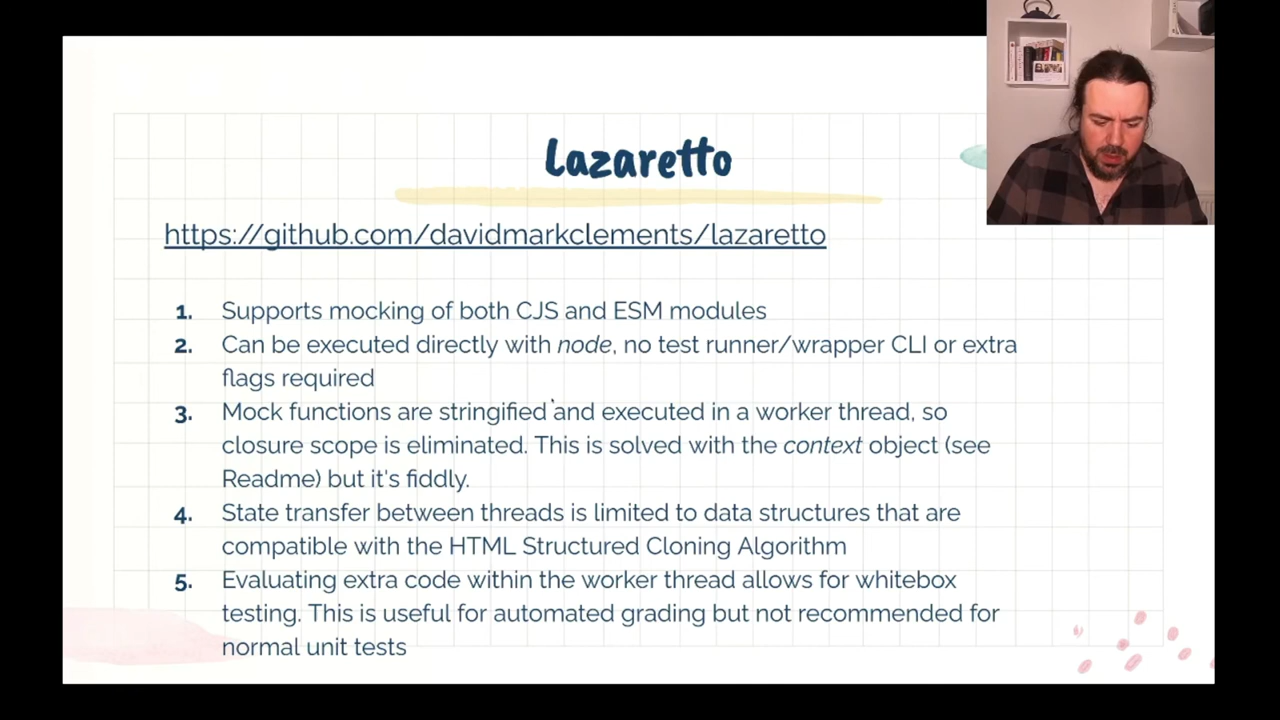 Lazaretto
https://github.com/davidmarkclements/lazaretto
1. Supports mocking of both CJS and ESM modules
2. Can be executed directly with node, no test runner/wrapper CLI or extra
flags required
3. Mock functions are stringified and executed in a worker thread, so
closure scope is eliminated. This is solved with the context object (see
Readme) but it's fiddly.
4. State transfer between threads is limited to data structures that are
compatible with the HTML Structured Cloning Algorithm
5. Evaluating extra code within the worker thread allows for whitebox
testing. This is useful for automated grading but not recommended for
normal unit tests